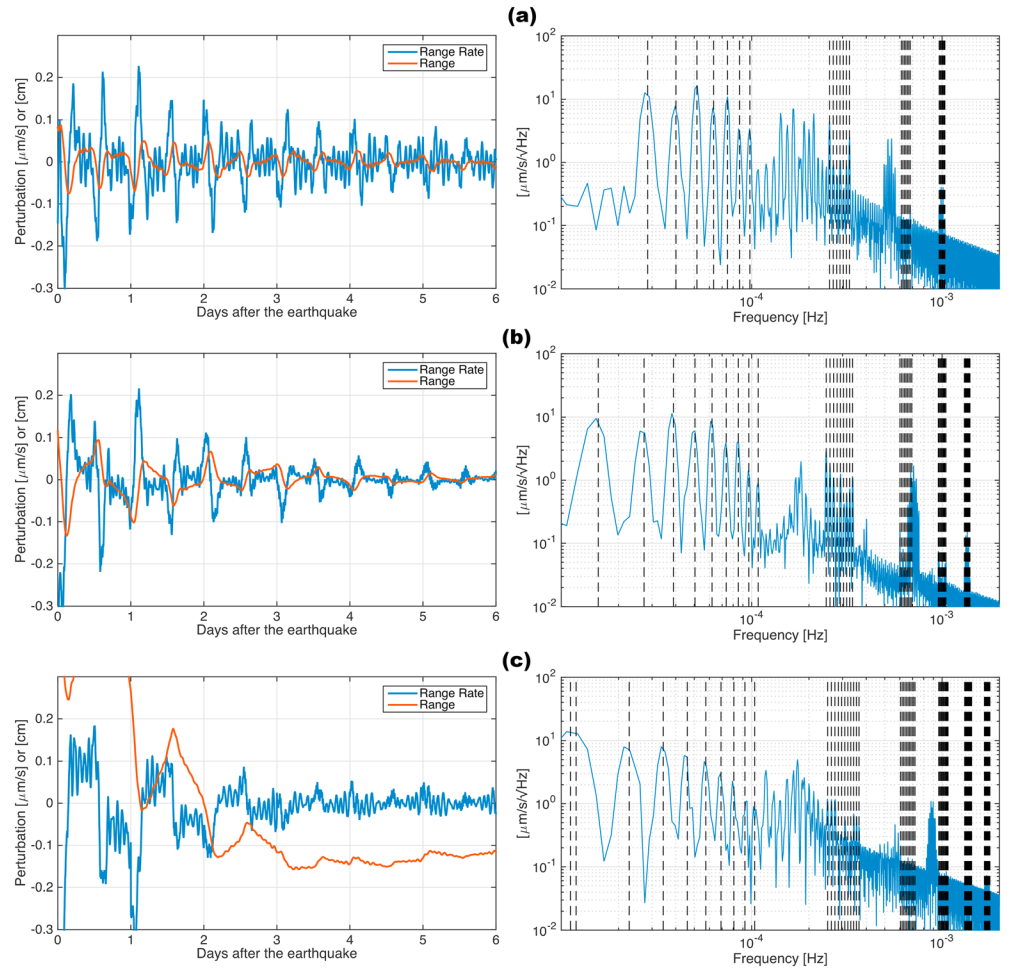 (a)
Range Rate
Range
Perturbation [μm/s] or [cm]
0.2
0.1
0
-0.1
-0.2
-0.3
0 1 2 3 4 5 6
Days after the earthquake
[μm/s/√Hz]
10²
10¹
10⁰
10⁻¹
10⁻²
10⁻⁴ 10⁻³
Frequency [Hz]
(b)
Range Rate
Range
Perturbation [μm/s] or [cm]
0.2
0.1
0
-0.1
-0.2
-0.3
0 1 2 3 4 5 6
Days after the earthquake
[μm/s/√Hz]
10²
10¹
10⁰
10⁻¹
10⁻²
10⁻⁴ 10⁻³
Frequency [Hz]
(c)
Range Rate
Range
Perturbation [μm/s] or [cm]
0.2
0.1
0
-0.1
-0.2
-0.3
0 1 2 3 4 5 6
Days after the earthquake
[μm/s/√Hz]
10²
10¹
10⁰
10⁻¹
10⁻²
10⁻⁴ 10⁻³
Frequency [Hz]